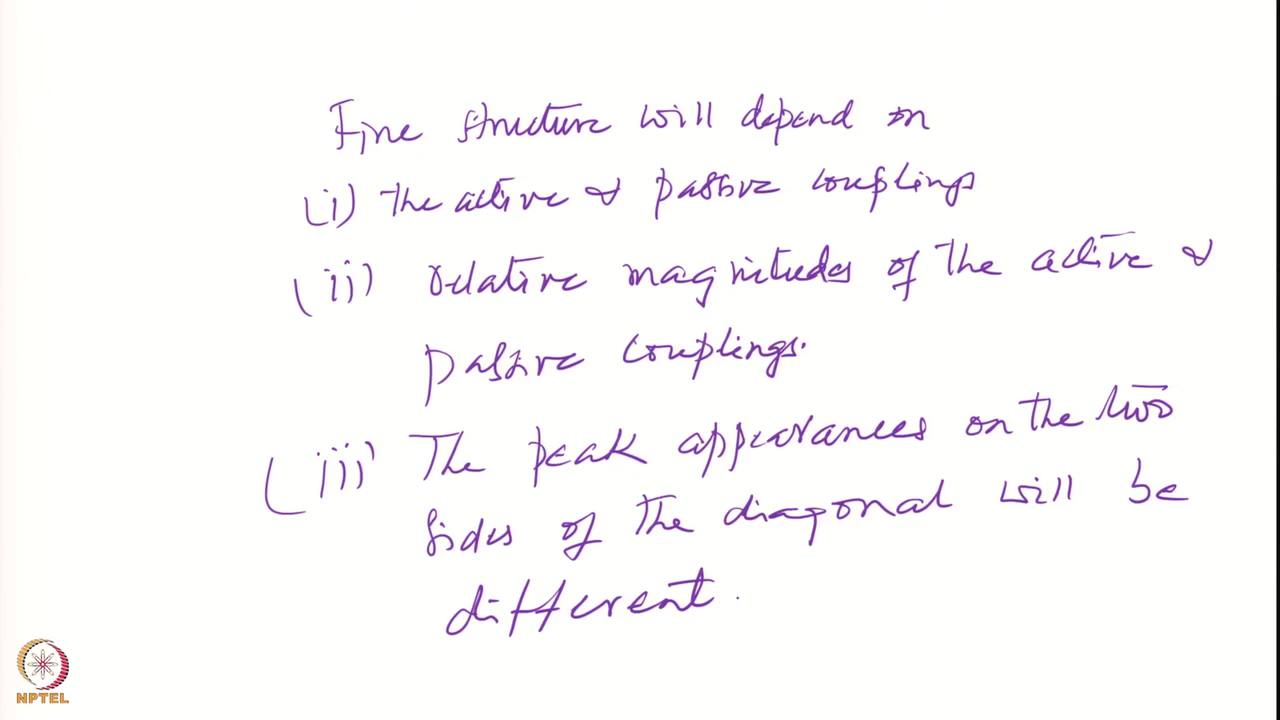 Fine structure will depend on
(i) The active & passive couplings
(ii) relative magnitudes of the active &
passive couplings.
(iii) The peak appearances on the two
sides of the diagonal will be
different.
NPTEL